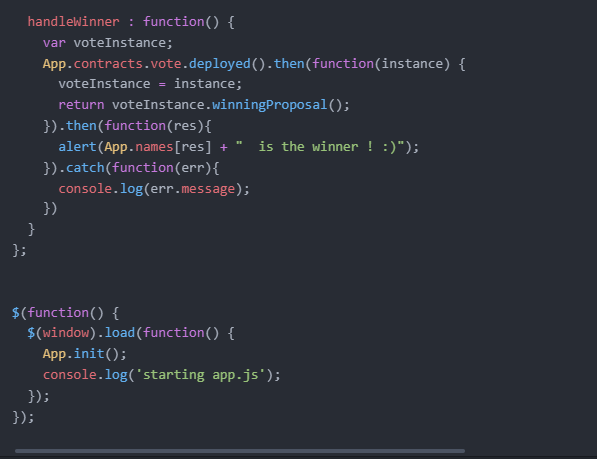 handleWinner : function() {
var voteInstance;
App.contracts.vote.deployed().then(function(instance) {
voteInstance = instance;
return voteInstance.winningProposal();
}).then(function(res){
alert(App.names[res] + "  is the winner ! :)");
}).catch(function(err){
console.log(err.message);
})
}
};
$(function() {
$(window).load(function() {
App.init();
console.log('starting app.js');
});
});